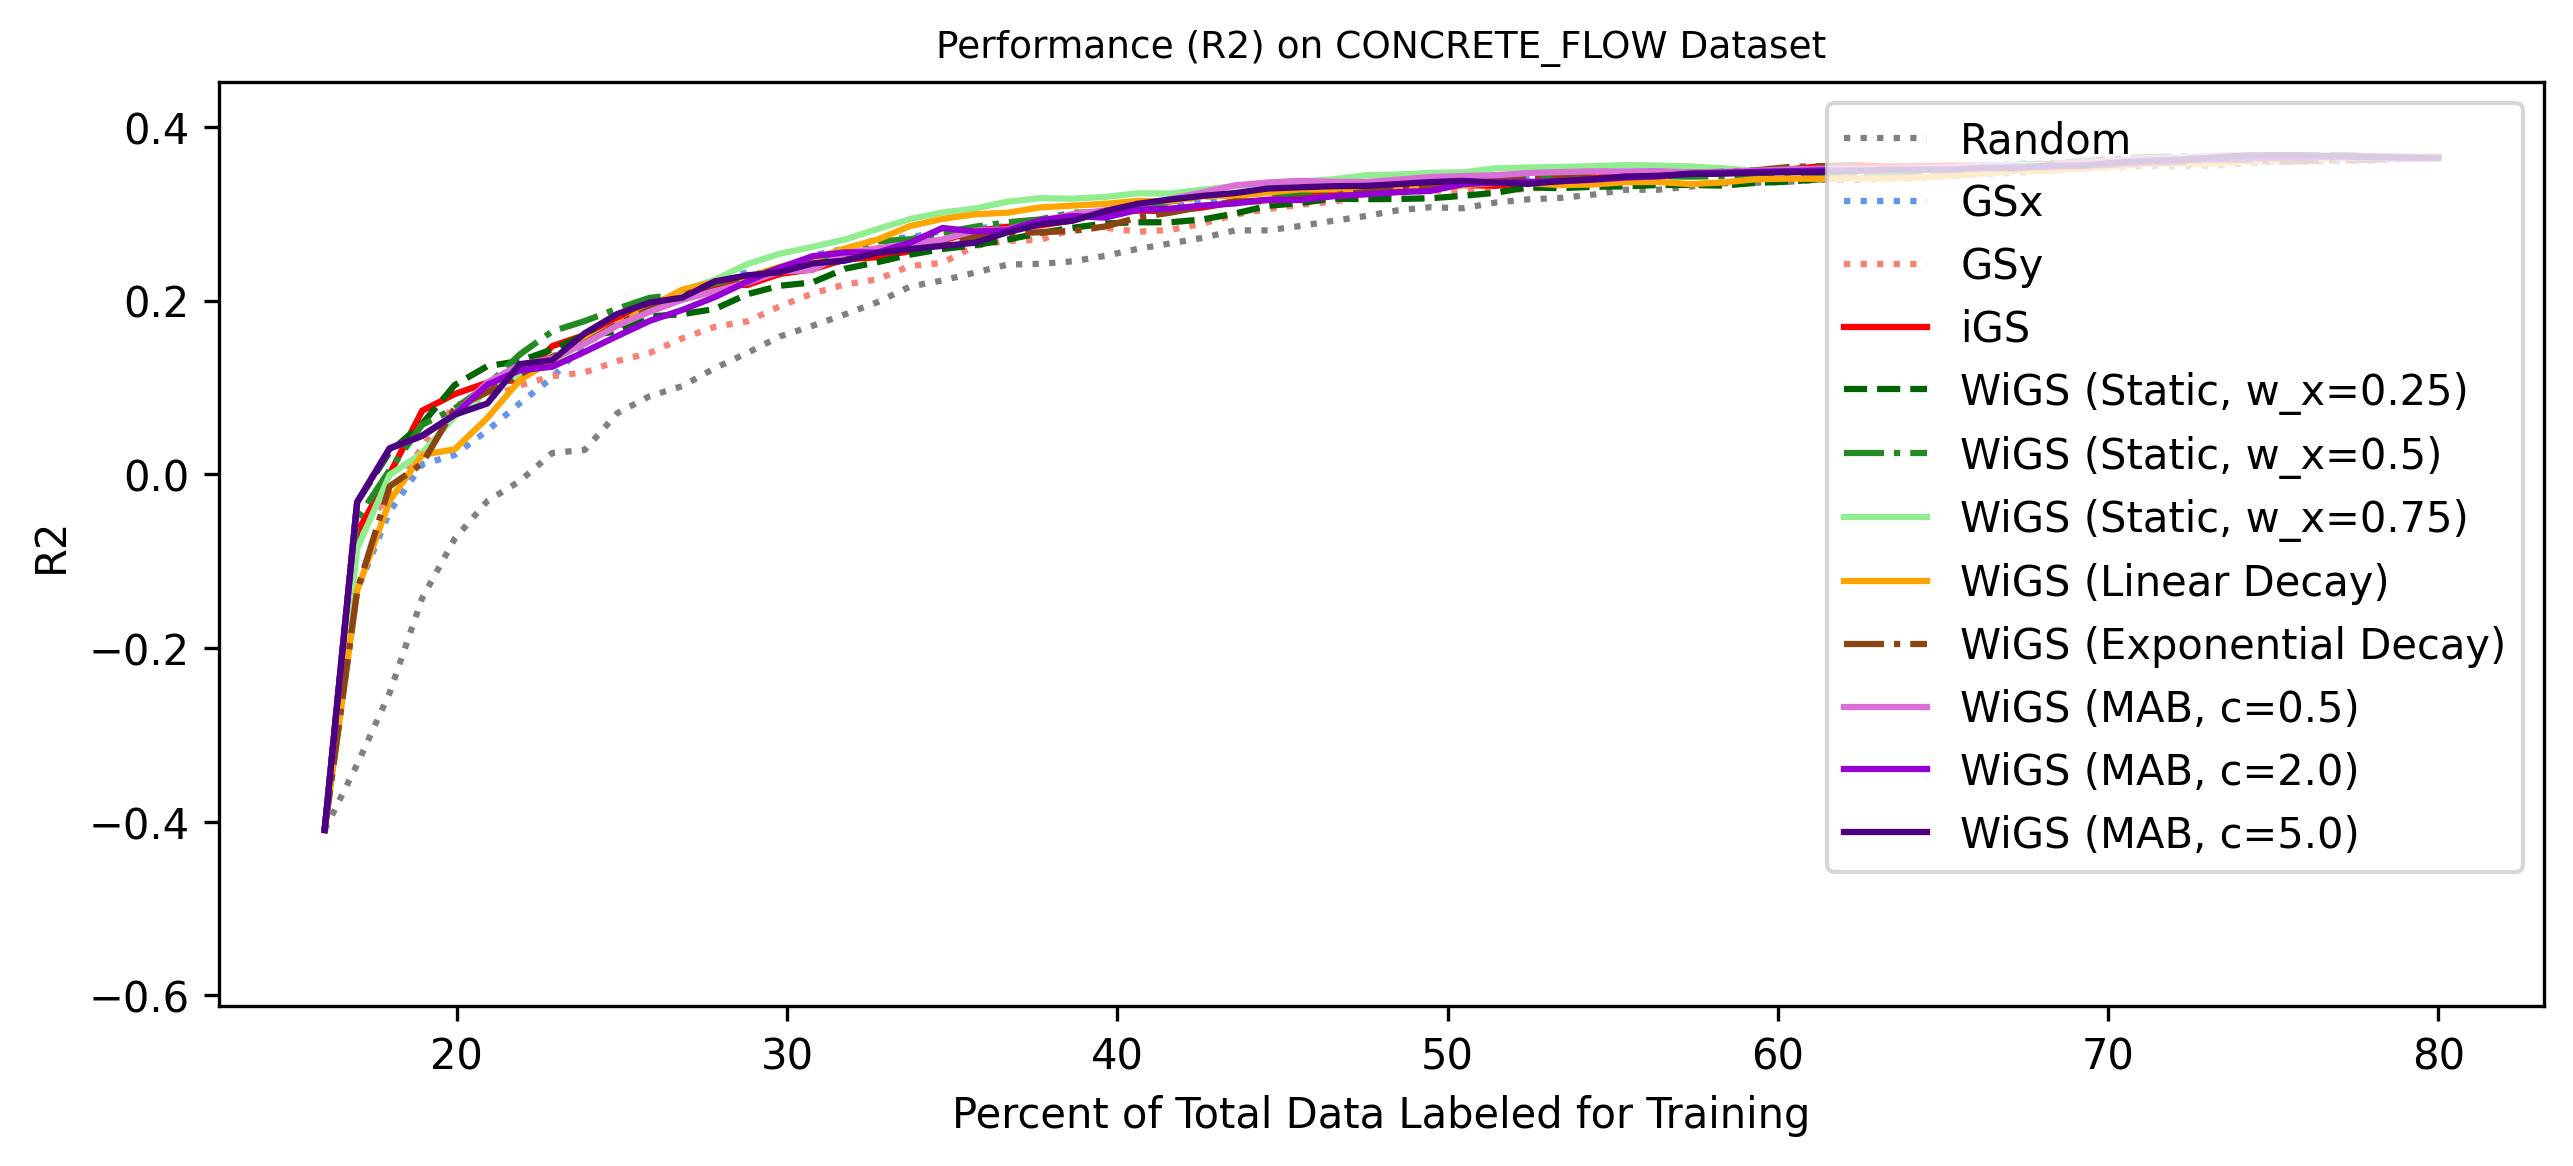 Performance (R2) on CONCRETE_FLOW Dataset
0.4
0.2
0.0
−0.2
−0.4
−0.6
R2
20 30 40 50 60 70 80
Percent of Total Data Labeled for Training
Random
GSx
GSy
iGS
WiGS (Static, w_x=0.25)
WiGS (Static, w_x=0.5)
WiGS (Static, w_x=0.75)
WiGS (Linear Decay)
WiGS (Exponential Decay)
WiGS (MAB, c=0.5)
WiGS (MAB, c=2.0)
WiGS (MAB, c=5.0)